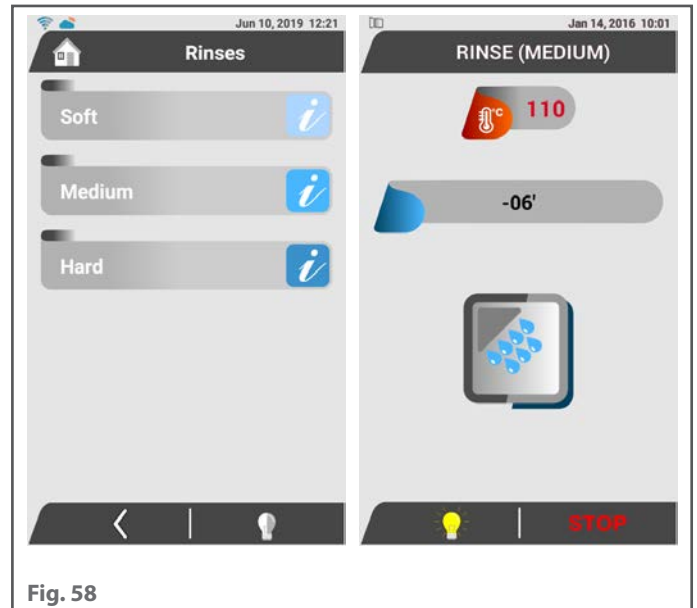 Jun 10, 2019 12:21
Rinses
Soft
i
Medium
i
Hard
i
Jan 14, 2016 10:01
RINSE (MEDIUM)
°C 110
-06'
STOP
Fig. 58